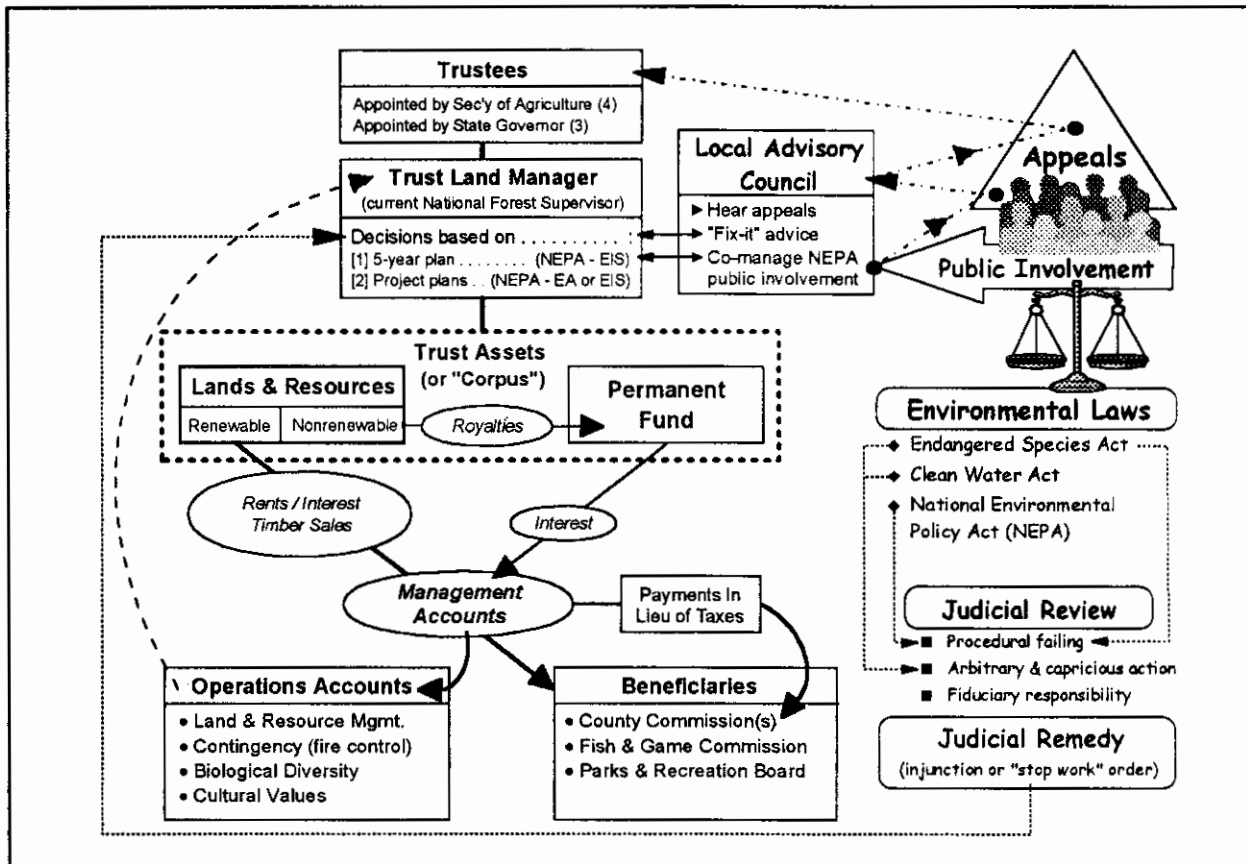 Trustees
Appointed by Sec'y of Agriculture (4)
Appointed by State Governor (3)
Trust Land Manager
(current National Forest Supervisor)
Decisions based on . . . . . . . . . . :
[1] 5-year plan . . . . . . . . (NEPA - EIS)
[2] Project plans . . (NEPA - EA or EIS)
Local Advisory
Council
Hear appeals
"Fix-it" advice
Co-manage NEPA
public involvement
Appeals
Public Involvement
Trust Assets
(or "Corpus")
Lands & Resources
Renewable
Nonrenewable
Royalties
Permanent
Fund
Rents / Interest
Timber Sales
Interest
Management
Accounts
Payments In
Lieu of Taxes
Operations Accounts
• Land & Resource Mgmt.
• Contingency (fire control)
• Biological Diversity
• Cultural Values
Beneficiaries
• County Commission(s)
• Fish & Game Commission
• Parks & Recreation Board
Environmental Laws
Endangered Species Act
Clean Water Act
National Environmental
Policy Act (NEPA)
Judicial Review
Procedural failing
Arbitrary & capricious action
Fiduciary responsibility
Judicial Remedy
(injunction or "stop work" order)